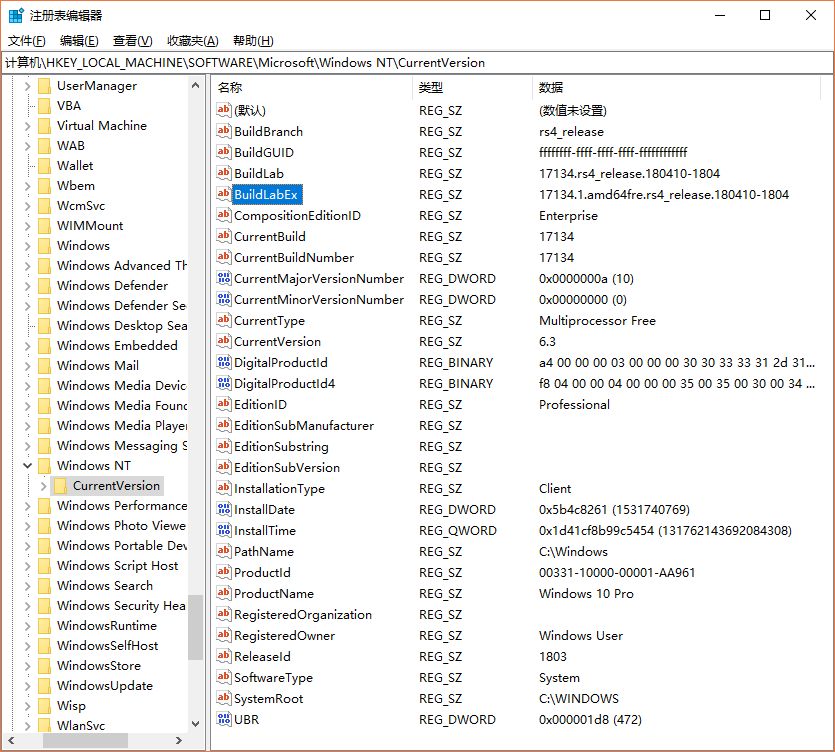 注册表编辑器
文件(F) 编辑(E) 查看(V) 收藏夹(A) 帮助(H)
计算机\HKEY_LOCAL_MACHINE\SOFTWARE\Microsoft\Windows NT\CurrentVersion
UserManager
VBA
Virtual Machine
WAB
Wallet
Wbem
WcmSvc
WIMMount
Windows
Windows Advanced Th
Windows Defender
Windows Defender Se
Windows Desktop Sea
Windows Embedded
Windows Mail
Windows Media Devic
Windows Media Found
Windows Media Player
Windows Messaging S
Windows NT
CurrentVersion
Windows Performance
Windows Photo Viewe
Windows Portable Dev
Windows Script Host
Windows Search
Windows Security Hea
WindowsRuntime
WindowsSelfHost
WindowsStore
WindowsUpdate
Wisp
WlanSvc
名称 类型 数据
(默认) REG_SZ (数值未设置)
BuildBranch REG_SZ rs4_release
BuildGUID REG_SZ ffffffff-ffff-ffff-ffff-ffffffffffff
BuildLab REG_SZ 17134.rs4_release.180410-1804
BuildLabEx REG_SZ 17134.1.amd64fre.rs4_release.180410-1804
CompositionEditionID REG_SZ Enterprise
CurrentBuild REG_SZ 17134
CurrentBuildNumber REG_SZ 17134
CurrentMajorVersionNumber REG_DWORD 0x0000000a (10)
CurrentMinorVersionNumber REG_DWORD 0x00000000 (0)
CurrentType REG_SZ Multiprocessor Free
CurrentVersion REG_SZ 6.3
DigitalProductId REG_BINARY a4 00 00 00 03 00 00 00 30 30 33 33 31 2d 31...
DigitalProductId4 REG_BINARY f8 04 00 00 04 00 00 00 35 00 35 00 30 00 34 ...
EditionID REG_SZ Professional
EditionSubManufacturer REG_SZ
EditionSubstring REG_SZ
EditionSubVersion REG_SZ
InstallationType REG_SZ Client
InstallDate REG_DWORD 0x5b4c8261 (1531740769)
InstallTime REG_QWORD 0x1d41cf8b99c5454 (131762143692084308)
PathName REG_SZ C:\Windows
ProductId REG_SZ 00331-10000-00001-AA961
ProductName REG_SZ Windows 10 Pro
RegisteredOrganization REG_SZ
RegisteredOwner REG_SZ Windows User
ReleaseId REG_SZ 1803
SoftwareType REG_SZ System
SystemRoot REG_SZ C:\WINDOWS
UBR REG_DWORD 0x000001d8 (472)